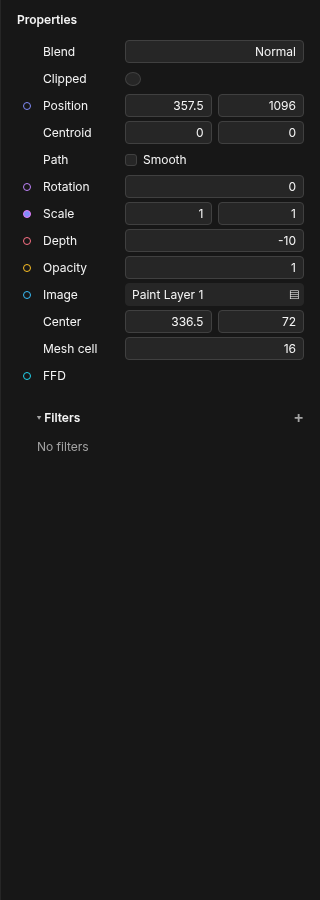 Properties
Blend Normal
Clipped
Position 357.5 1096
Centroid 0 0
Path Smooth
Rotation 0
Scale 1 1
Depth -10
Opacity 1
Image Paint Layer 1
Center 336.5 72
Mesh cell 16
FFD
Filters +
No filters